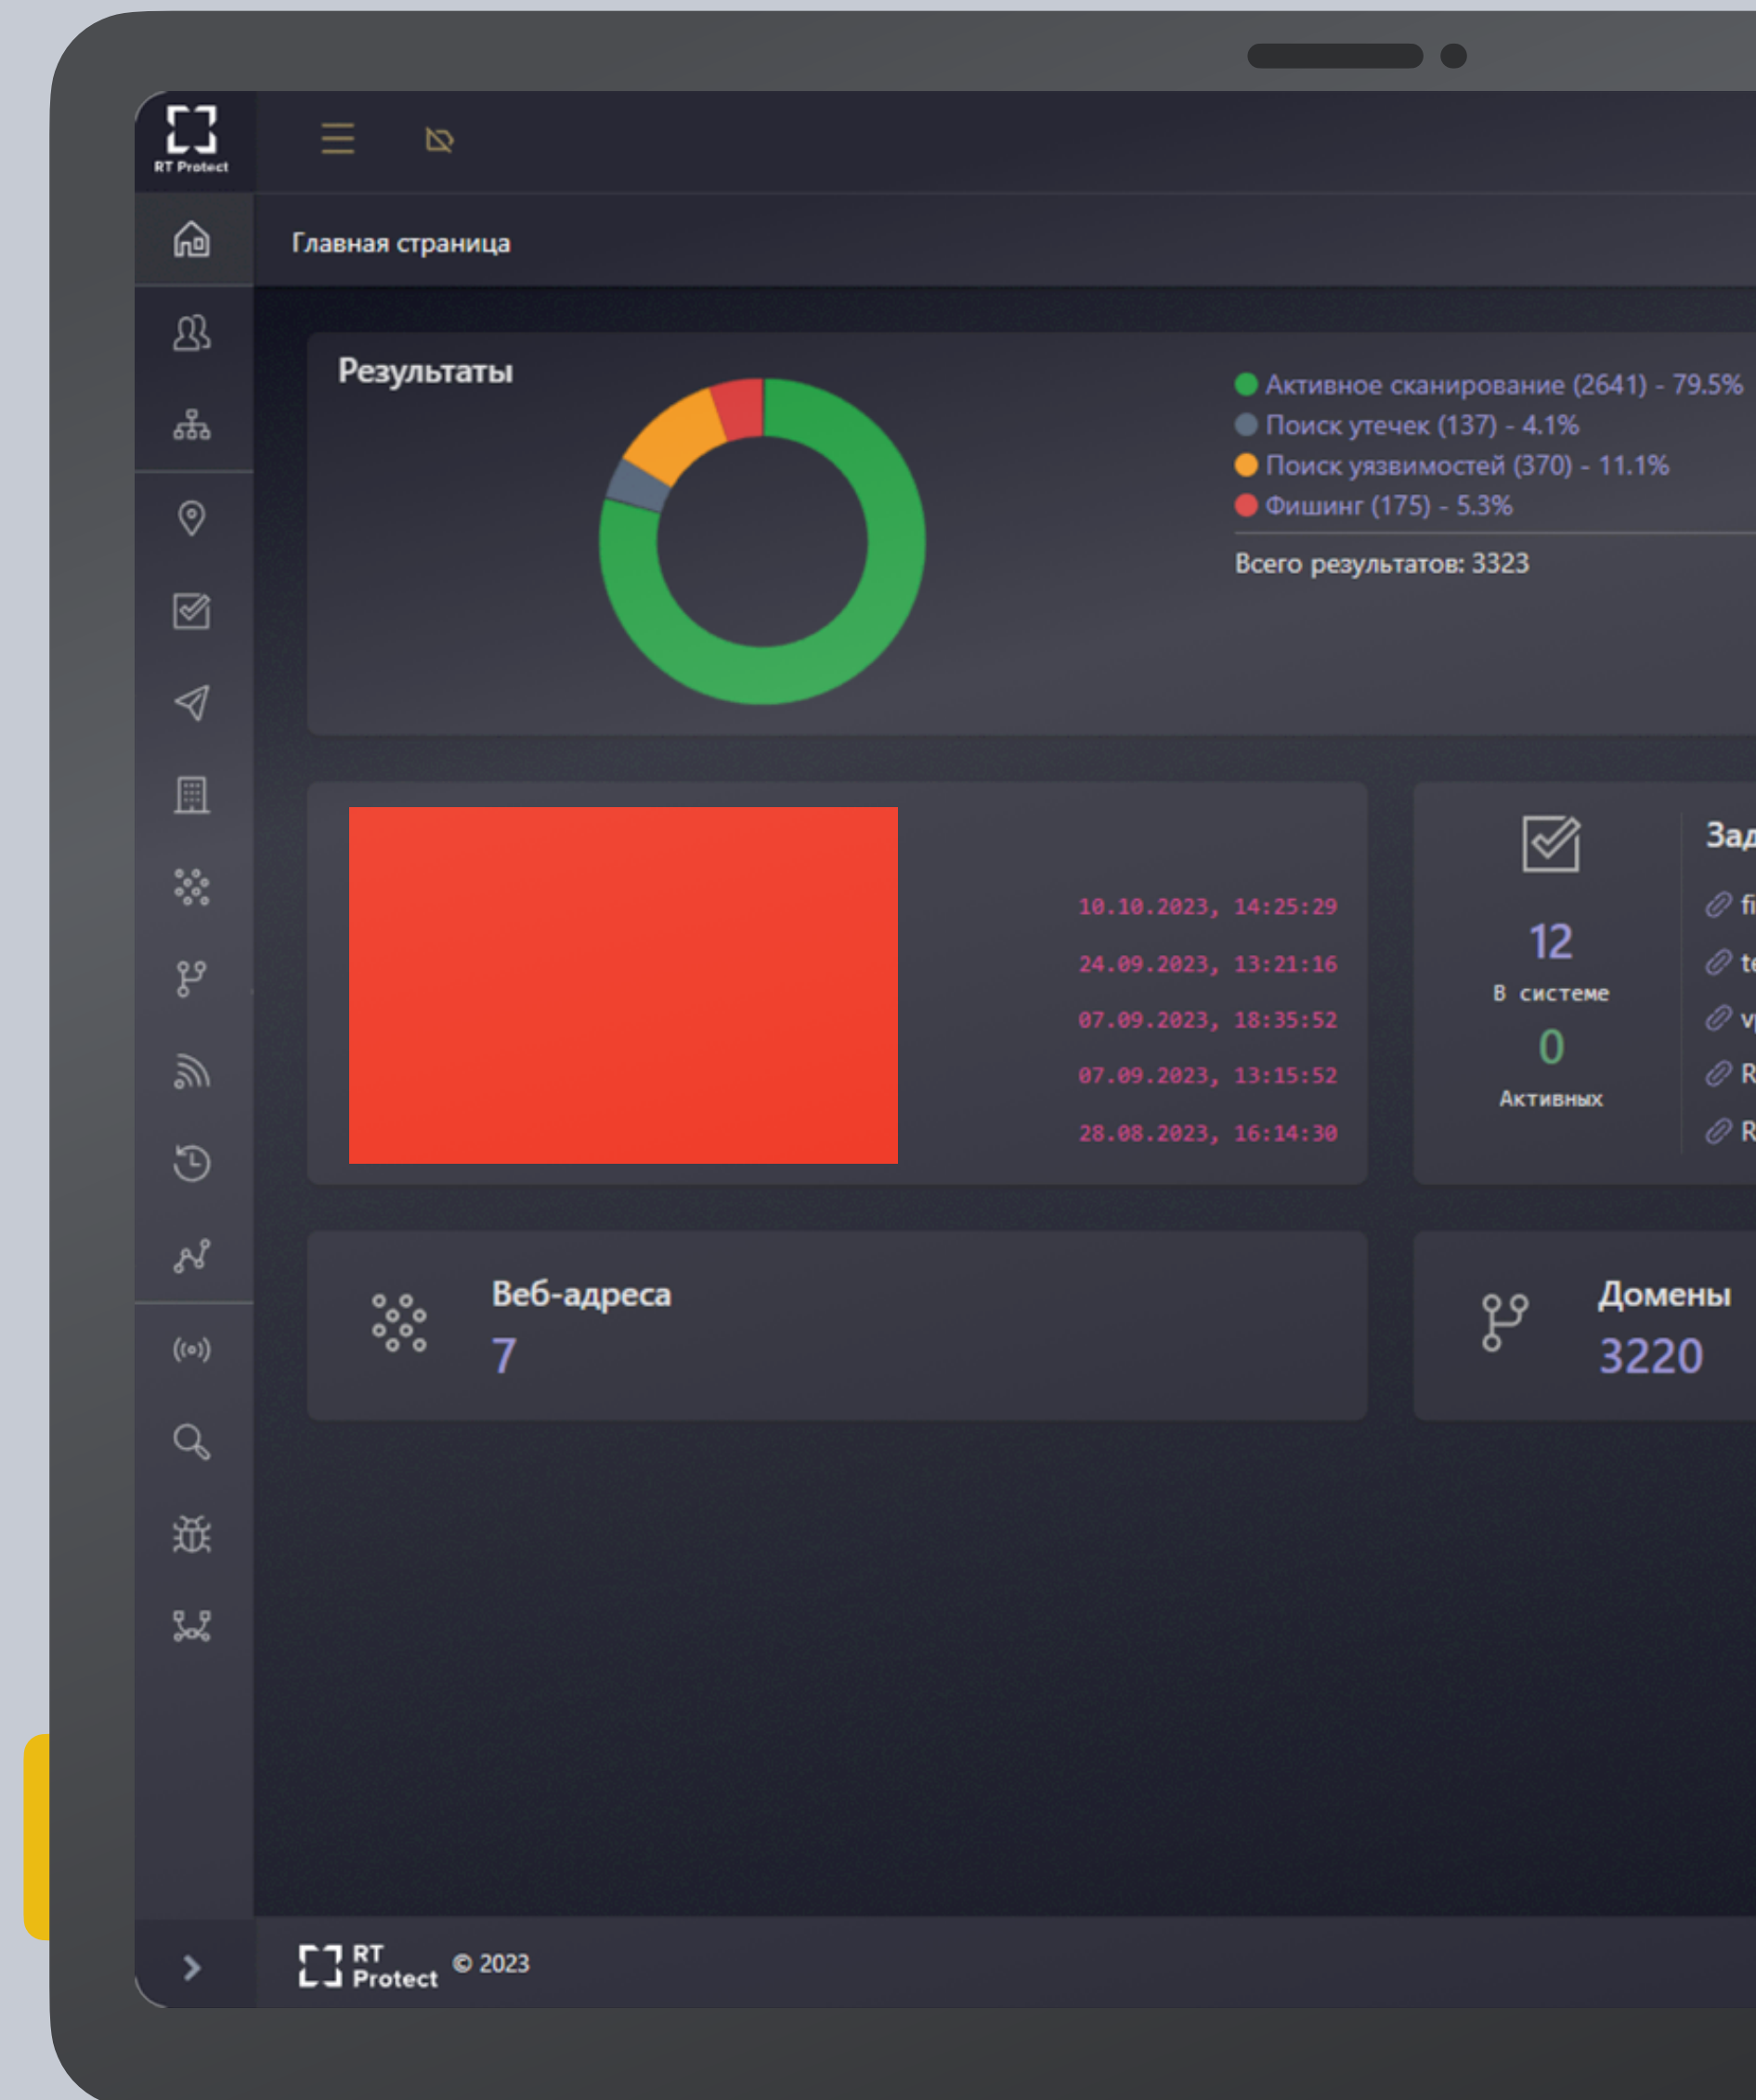 RT Protect
Главная страница
Результаты
Активное сканирование (2641) - 79.5%
Поиск утечек (137) - 4.1%
Поиск уязвимостей (370) - 11.1%
Фишинг (175) - 5.3%
Всего результатов: 3323
10.10.2023, 14:25:29
24.09.2023, 13:21:16
07.09.2023, 18:35:52
07.09.2023, 13:15:52
28.08.2023, 16:14:30
12
В системе
0
Активных
Веб-адреса
7
Домены
3220
RT
Protect
© 2023